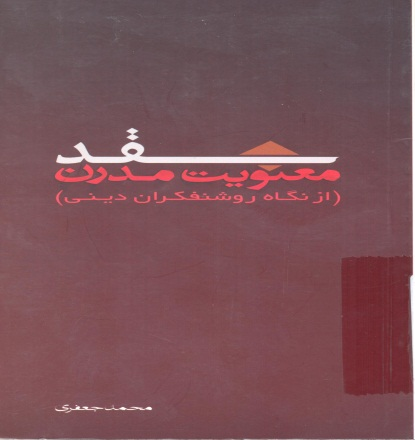 نقد
معنویت مدرن
(از نگاه روشنفکران دینی)
محمد جعفری